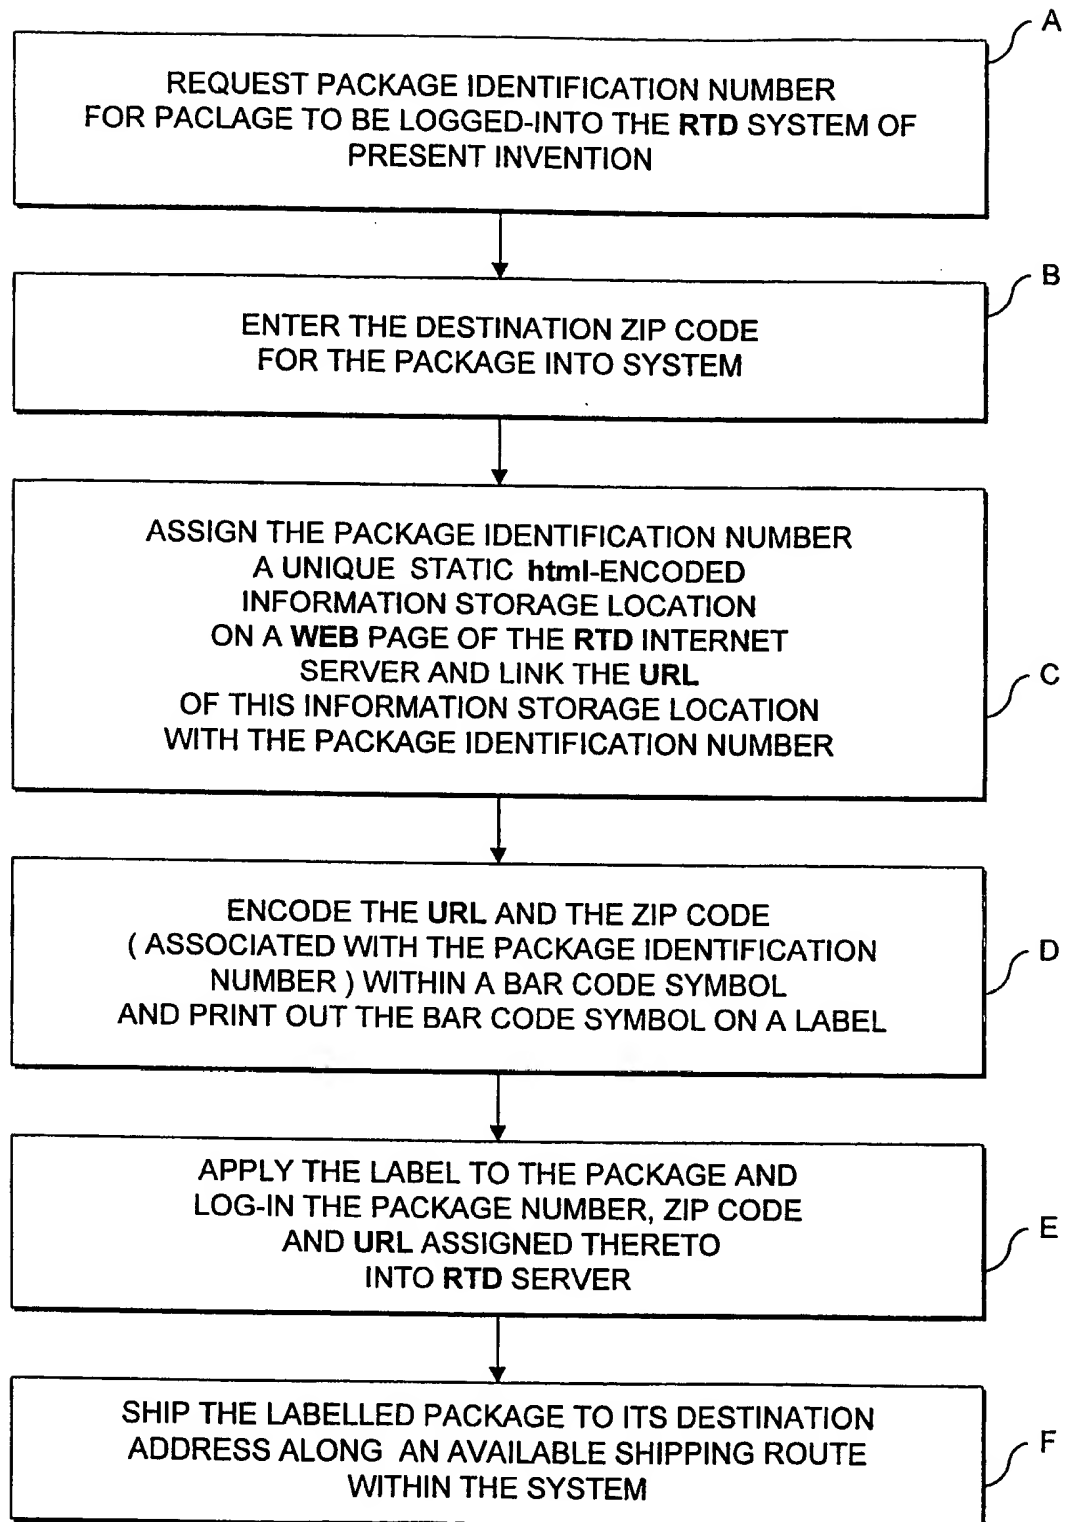 A
REQUEST PACKAGE IDENTIFICATION NUMBER
FOR PACLAGE TO BE LOGGED-INTO THE RTD SYSTEM OF
PRESENT INVENTION
B
ENTER THE DESTINATION ZIP CODE
FOR THE PACKAGE INTO SYSTEM
ASSIGN THE PACKAGE IDENTIFICATION NUMBER
A UNIQUE STATIC html-ENCODED
INFORMATION STORAGE LOCATION
ON A WEB PAGE OF THE RTD INTERNET
SERVER AND LINK THE URL
C
OF THIS INFORMATION STORAGE LOCATION
WITH THE PACKAGE IDENTIFICATION NUMBER
ENCODE THE URL AND THE ZIP CODE
( ASSOCIATED WITH THE PACKAGE IDENTIFICATION
D
NUMBER ) WITHIN A BAR CODE SYMBOL
AND PRINT OUT THE BAR CODE SYMBOL ON A LABEL
APPLY THE LABEL TO THE PACKAGE AND
LOG-IN THE PACKAGE NUMBER, ZIP CODE
E
AND URL ASSIGNED THERETO
INTO RTD SERVER
SHIP THE LABELLED PACKAGE TO ITS DESTINATION
F
ADDRESS ALONG AN AVAILABLE SHIPPING ROUTE
WITHIN THE SYSTEM